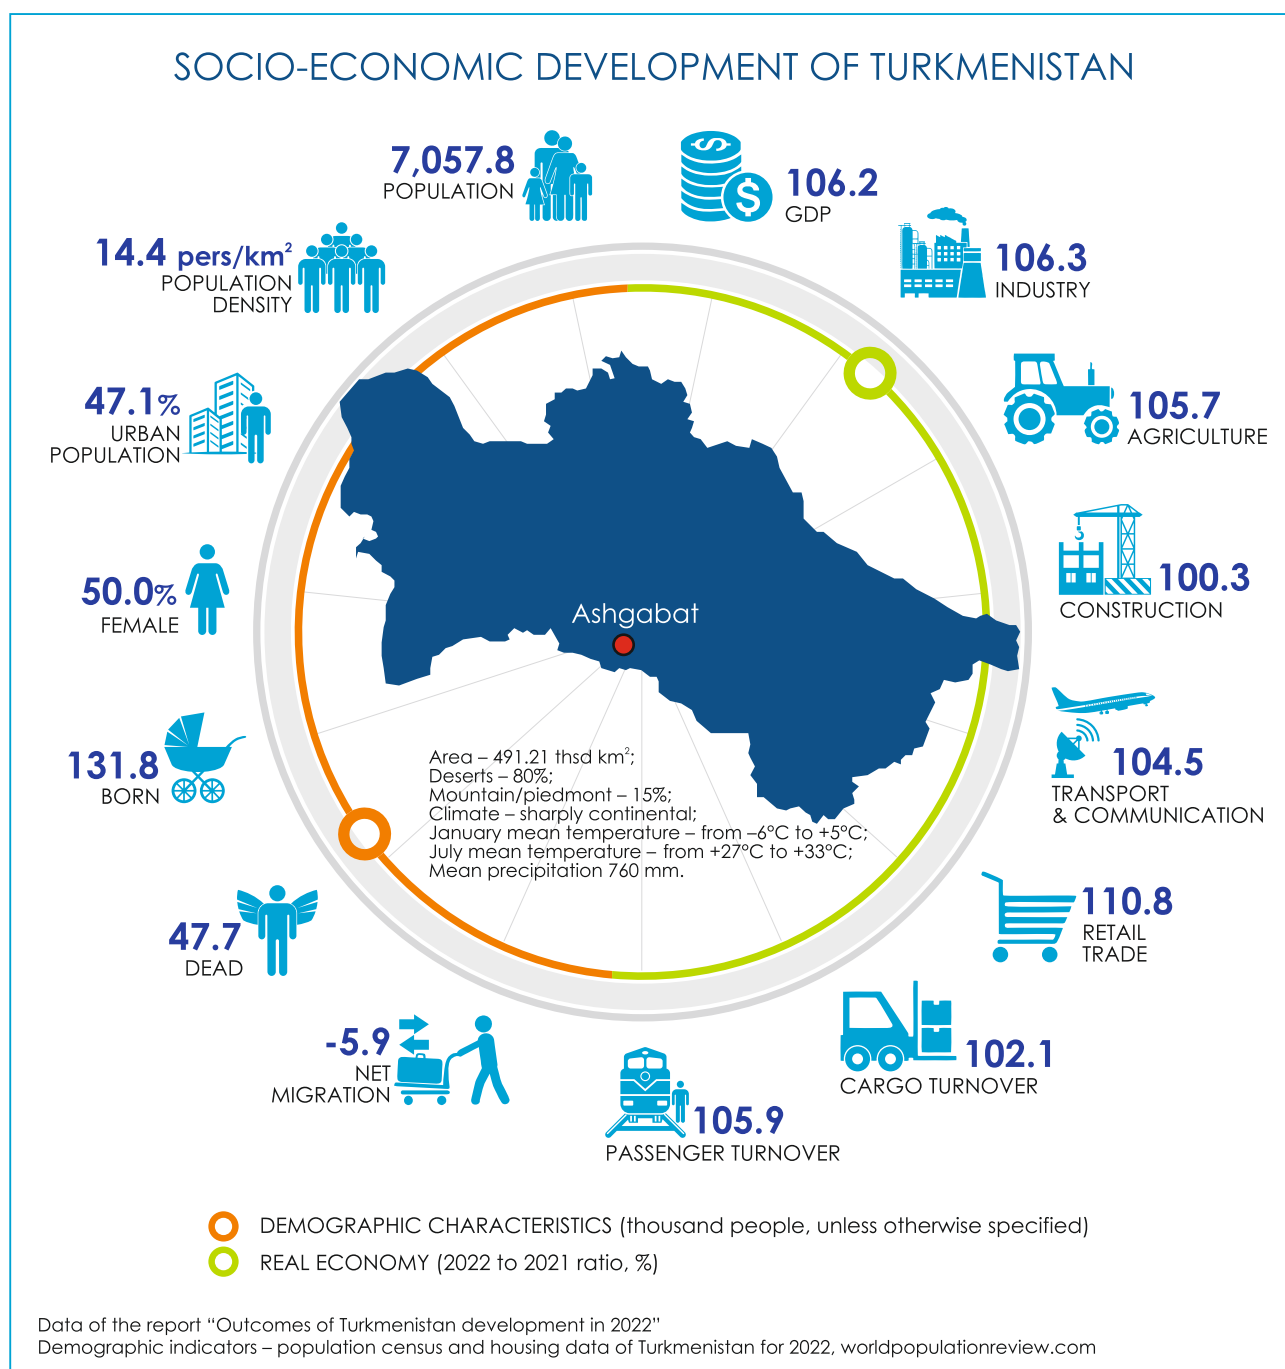 SOCIO-ECONOMIC DEVELOPMENT OF TURKMENISTAN
7,057.8
POPULATION
106.2
GDP
14.4 pers/km²
POPULATION
DENSITY
106.3
INDUSTRY
47.1%
URBAN
POPULATION
105.7
AGRICULTURE
50.0%
FEMALE
100.3
CONSTRUCTION
Ashgabat
131.8
BORN
104.5
TRANSPORT
& COMMUNICATION
Area – 491.21 thsd km²;
Deserts – 80%;
Mountain/piedmont – 15%;
Climate – sharply continental;
January mean temperature – from –6°C to +5°C;
July mean temperature – from +27°C to +33°C;
Mean precipitation 760 mm.
47.7
DEAD
110.8
RETAIL
TRADE
-5.9
NET
MIGRATION
102.1
CARGO TURNOVER
105.9
PASSENGER TURNOVER
DEMOGRAPHIC CHARACTERISTICS (thousand people, unless otherwise specified)
REAL ECONOMY (2022 to 2021 ratio, %)
Data of the report “Outcomes of Turkmenistan development in 2022”
Demographic indicators – population census and housing data of Turkmenistan for 2022, worldpopulationreview.com